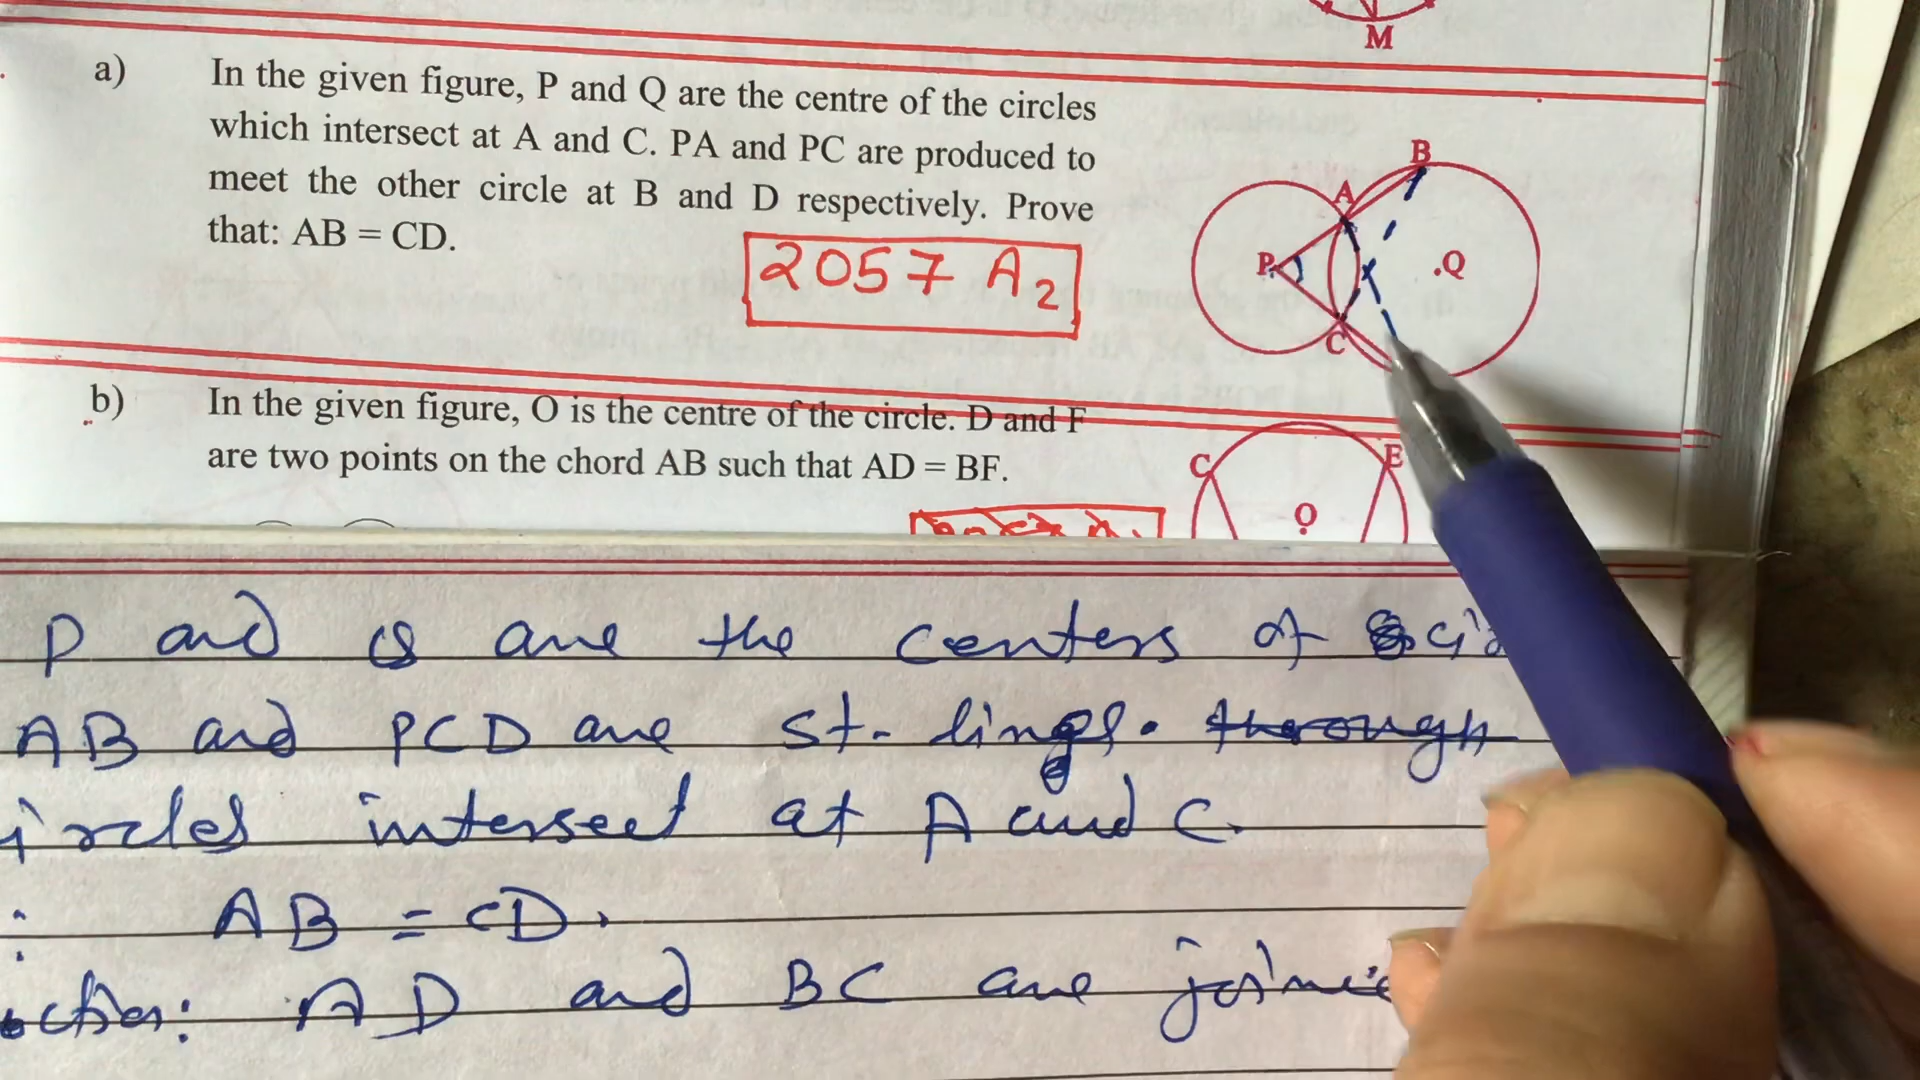 M
a) In the given figure, P and Q are the centre of the circles
which intersect at A and C. PA and PC are produced to
meet the other circle at B and D respectively. Prove
that: AB = CD.
2057 A2
B
A
P
.Q
C
b) In the given figure, O is the centre of the circle. D and F
are two points on the chord AB such that AD = BF.
C
E
O
P and Q are the centers of
AB and PCD are st. lines. through
ircles intersect at A and C.
: AB = CD.
ction: AD and BC are joined